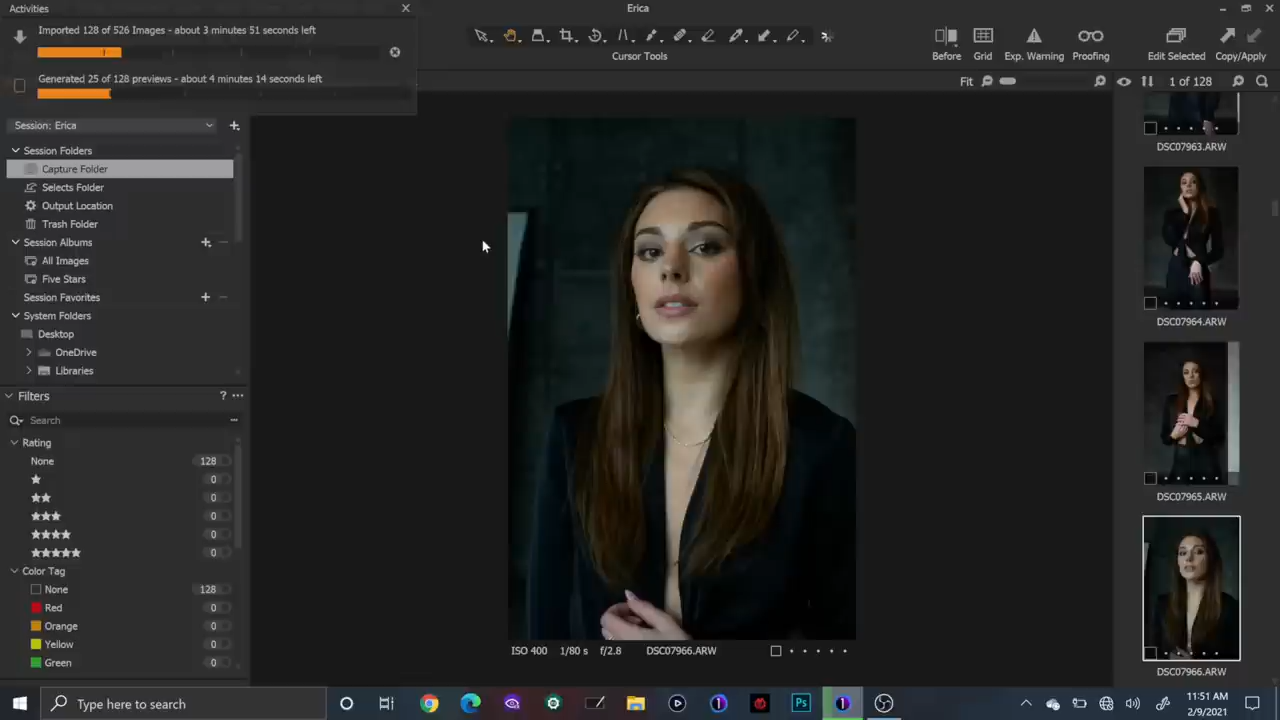 Activities
Erica
Imported 128 of 526 Images - about 3 minutes 51 seconds left
Generated 25 of 128 previews - about 4 minutes 14 seconds left
Cursor Tools
Before
Grid
Exp. Warning
Proofing
Edit Selected
Copy/Apply
Fit
1 of 128
Session: Erica
Session Folders
Capture Folder
Selects Folder
Output Location
Trash Folder
Session Albums
All Images
Five Stars
Session Favorites
System Folders
Desktop
OneDrive
Libraries
Filters
?
Search
Rating
None 128
0
0
0
0
0
Color Tag
None 128
Red 0
Orange 0
Yellow 0
Green 0
ISO 400 1/80 s f/2.8 DSC07966.ARW
DSC07963.ARW
DSC07964.ARW
DSC07965.ARW
DSC07966.ARW
Type here to search
Ps
1
1
11:51 AM
2/9/2021